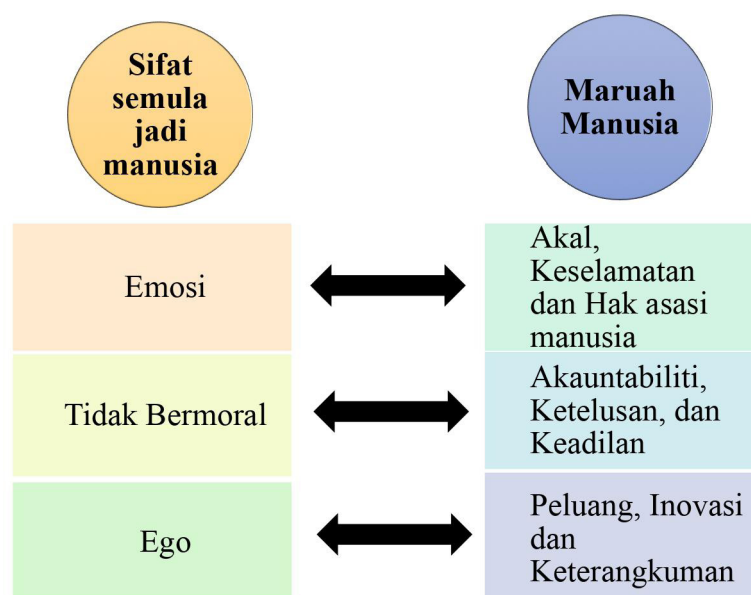 Sifat
semula
jadi
manusia
Maruah
Manusia
Emosi
Akal,
Keselamatan
dan Hak asasi
manusia
Tidak Bermoral
Akauntabiliti,
Ketelusan, dan
Keadilan
Ego
Peluang, Inovasi
dan
Keterangkuman